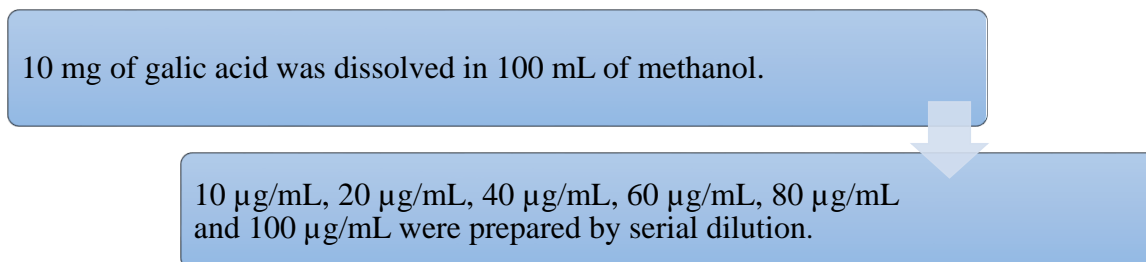 10 mg of galic acid was dissolved in 100 mL of methanol.
10 µg/mL, 20 µg/mL, 40 µg/mL, 60 µg/mL, 80 µg/mL
and 100 µg/mL were prepared by serial dilution.